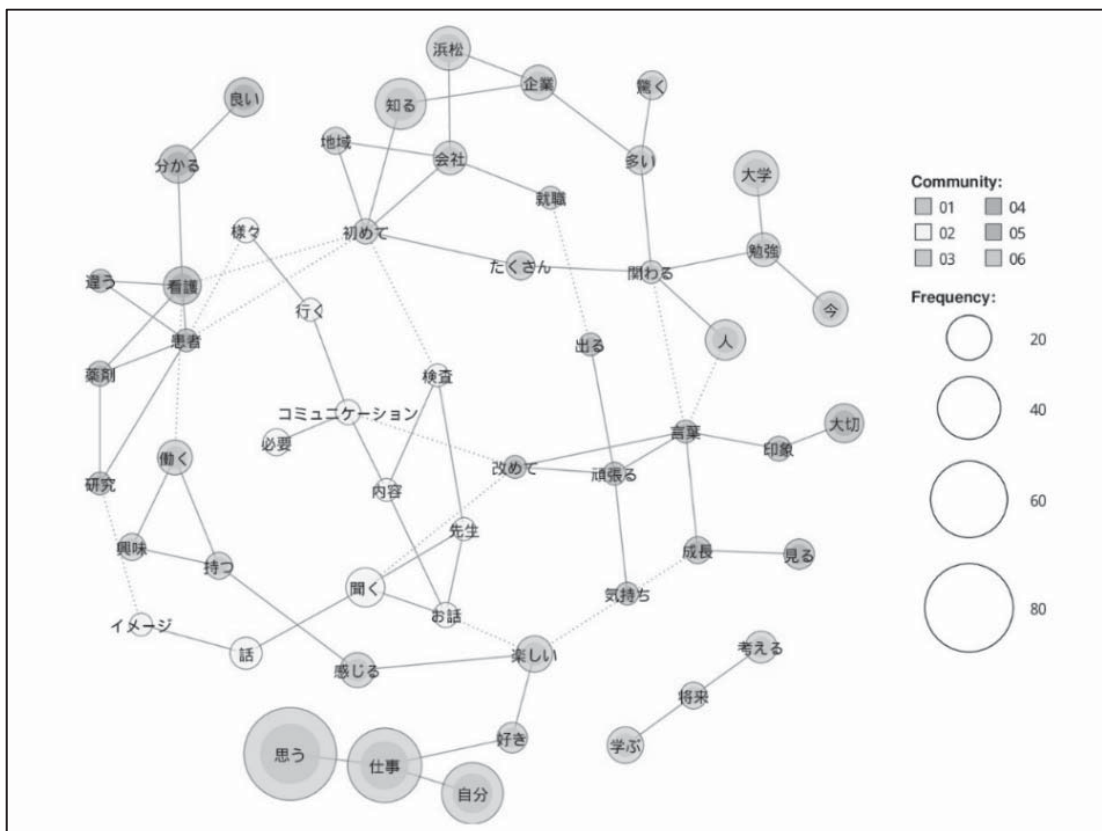 浜松
企業
驚く
良い
知る
地域
会社
多い
分かる
大学
就職
様々
初めて
勉強
たくさん
関わる
違う
看護
行く
今
患者
出る
人
薬剤
検査
コミュニケーション
必要
大切
言葉
印象
働く
改めて
頑張る
研究
内容
先生
興味
持つ
成長
見る
聞く
気持ち
お話
イメージ
話
感じる
楽しい
考える
将来
好き
学ぶ
思う
仕事
自分
Community:
01 04
02 05
03 06
Frequency:
20
40
60
80